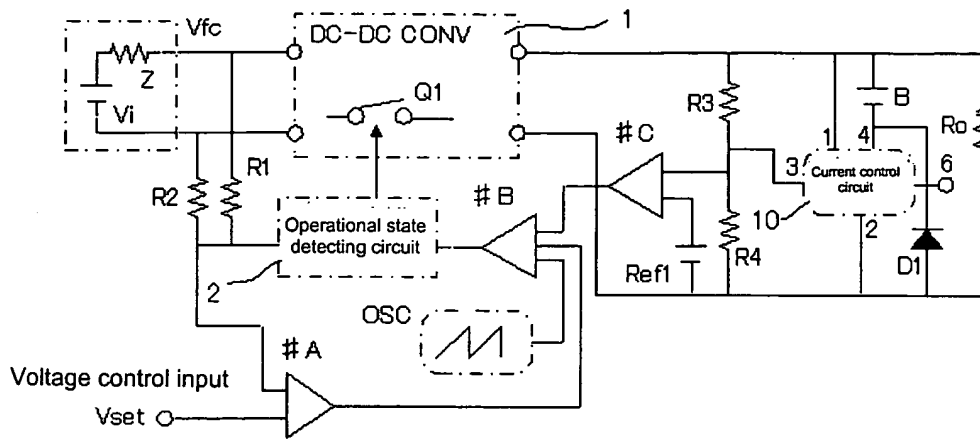 Vfc
DC-DC CONV
1
Z
Vi
Q1
R3
B
Ro
#C
1
4
R2
R1
#B
3
Current control
circuit
6
Operational state
detecting circuit
10
2
R4
D1
2
Ref1
OSC
#A
Voltage control input
Vset